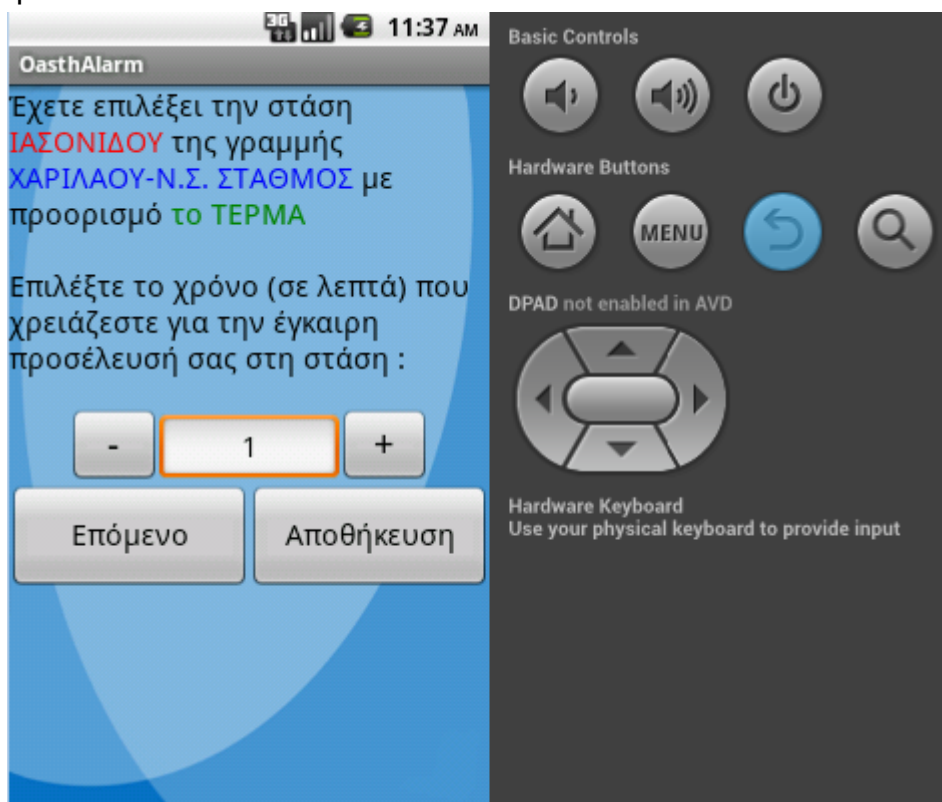 3G 11:37 AM
OasthAlarm
Έχετε επιλέξει την στάση
ΙΑΣΟΝΙΔΟΥ της γραμμής
ΧΑΡΙΛΑΟΥ-Ν.Σ. ΣΤΑΘΜΟΣ με
προορισμό το ΤΕΡΜΑ
Επιλέξτε το χρόνο (σε λεπτά) που
χρειάζεστε για την έγκαιρη
προσέλευσή σας στη στάση :
- 1 +
Επόμενο Αποθήκευση
Basic Controls
Hardware Buttons
MENU
DPAD not enabled in AVD
Hardware Keyboard
Use your physical keyboard to provide input